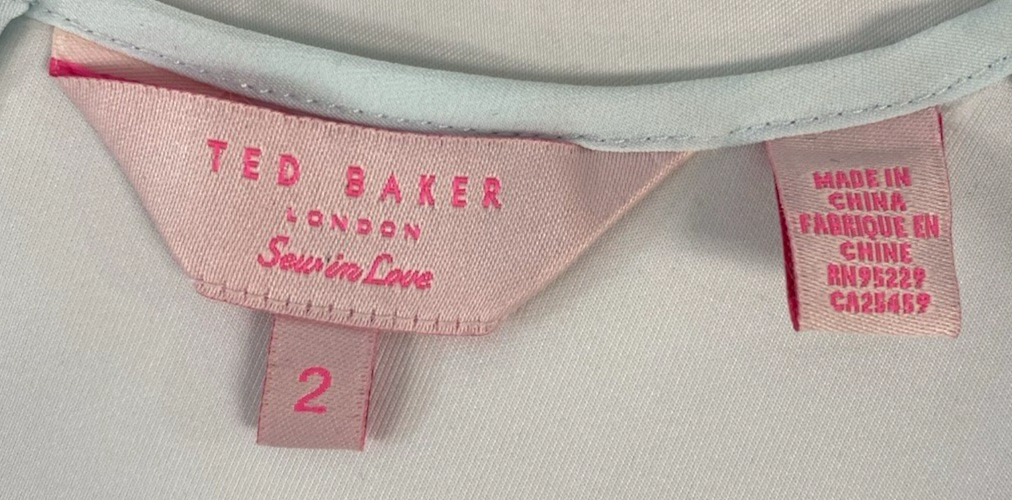 TED BAKER
LONDON
Sew in Love
2
MADE IN
CHINA
FABRIQUE EN
CHINE
RN95229
CA25459